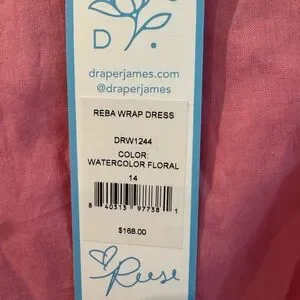 D
draperjames.com
@draperjames
REBA WRAP DRESS
DRW1244
COLOR:
WATERCOLOR FLORAL
14
8 40313 97738 1
$168.00
Reese